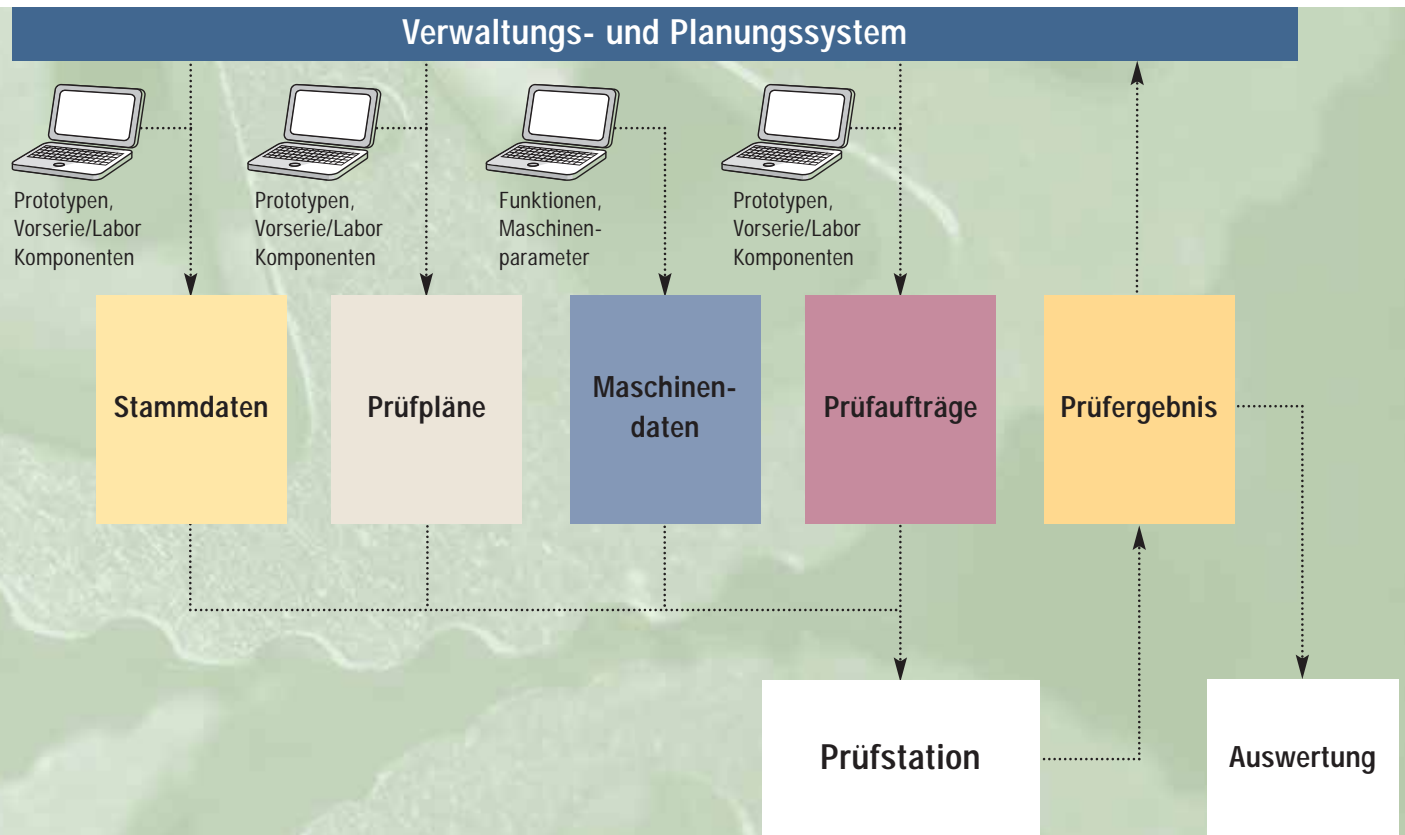 Verwaltungs- und Planungssystem
Prototypen,
Vorserie/Labor
Komponenten
Prototypen,
Vorserie/Labor
Komponenten
Funktionen,
Maschinen-
parameter
Prototypen,
Vorserie/Labor
Komponenten
Stammdaten
Prüfpläne
Maschinen-
daten
Prüfaufträge
Prüfergebnis
Prüfstation
Auswertung